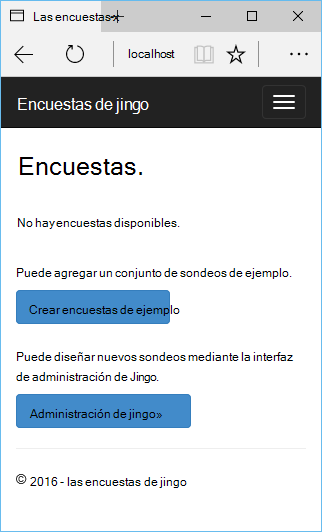 Las encuestas
localhost
Encuestas de jingo
Encuestas.
No hay encuestas disponibles.
Puede agregar un conjunto de sondeos de ejemplo.
Crear encuestas de ejemplo
Puede diseñar nuevos sondeos mediante la interfaz
de administración de Jingo.
Administración de jingo»
© 2016 - las encuestas de jingo